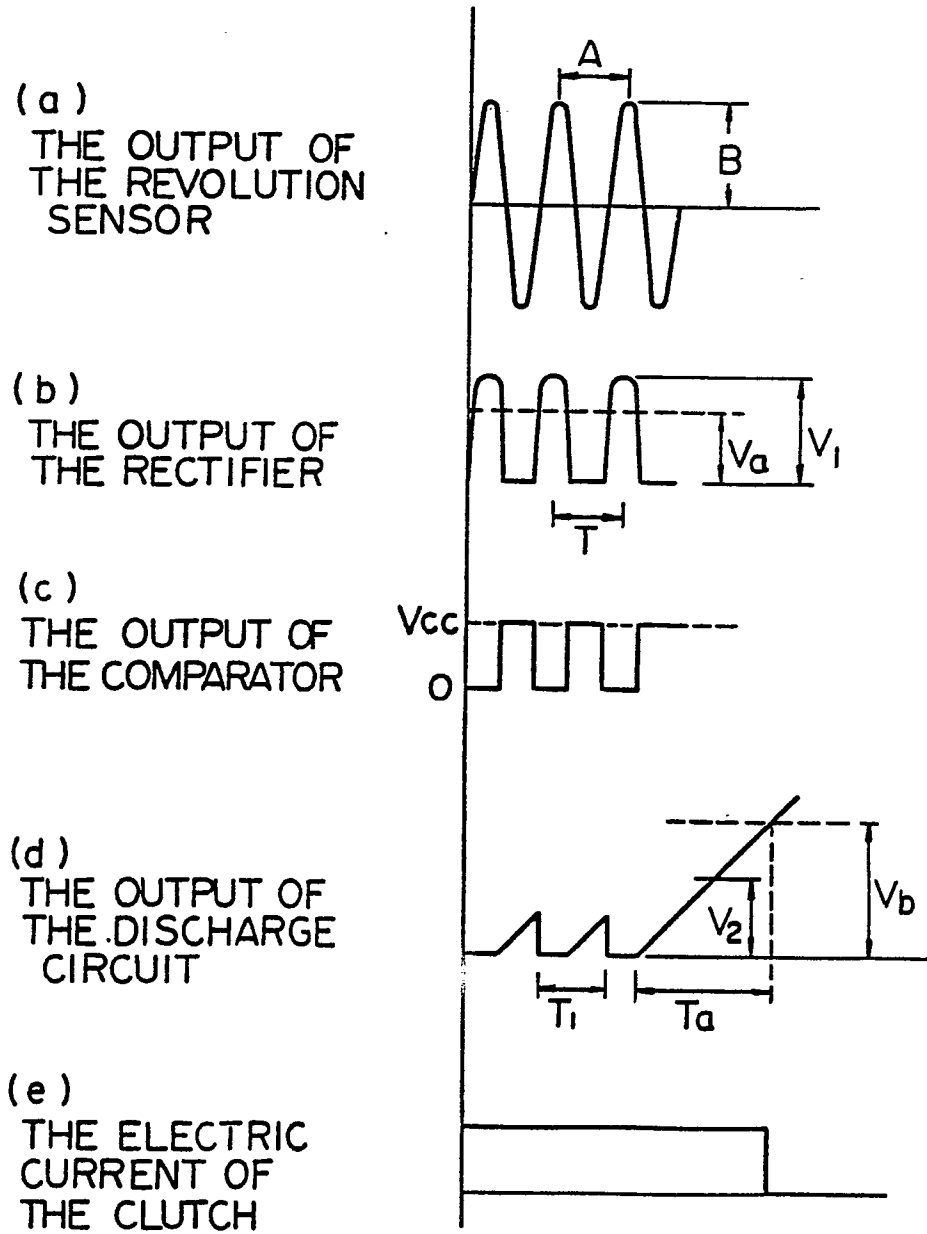 (a)
THE OUTPUT OF
THE REVOLUTION
SENSOR
A
B
(b)
THE OUTPUT OF
THE RECTIFIER
Va
V1
T
(c)
THE OUTPUT OF
THE COMPARATOR
Vcc
0
(d)
THE OUTPUT OF
THE DISCHARGE
CIRCUIT
V2
Vb
T1
Ta
(e)
THE ELECTRIC
CURRENT OF
THE CLUTCH